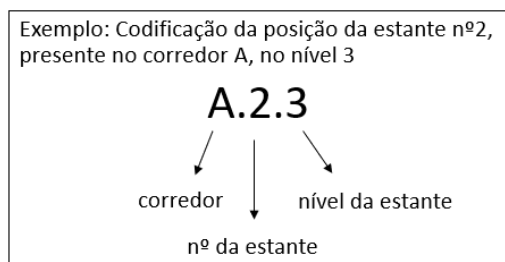 Exemplo: Codificação da posição da estante nº2,
presente no corredor A, no nível 3
A.2.3
corredor
nível da estante
nº da estante